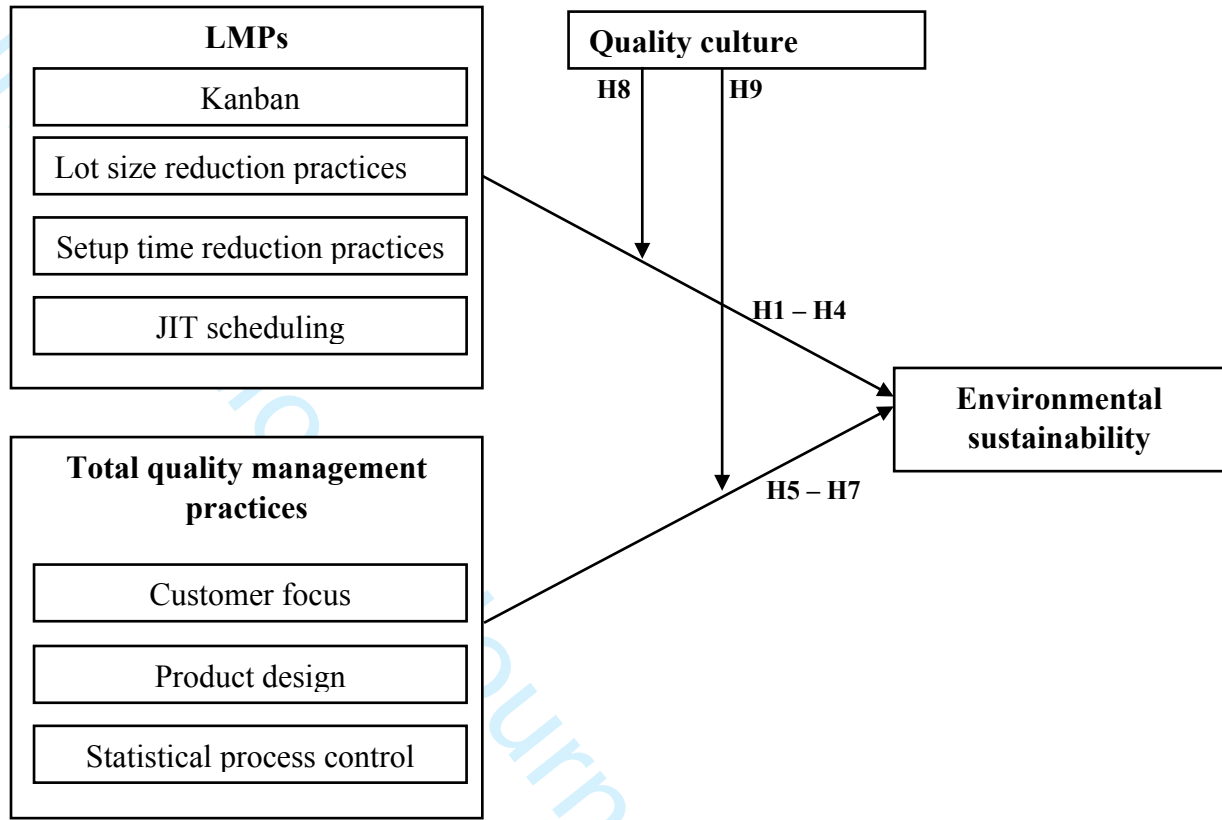 LMPs
Kanban
Lot size reduction practices
Setup time reduction practices
JIT scheduling
Quality culture
H8
H9
H1 – H4
Environmental
sustainability
H5 – H7
Total quality management
practices
Customer focus
Product design
Statistical process control